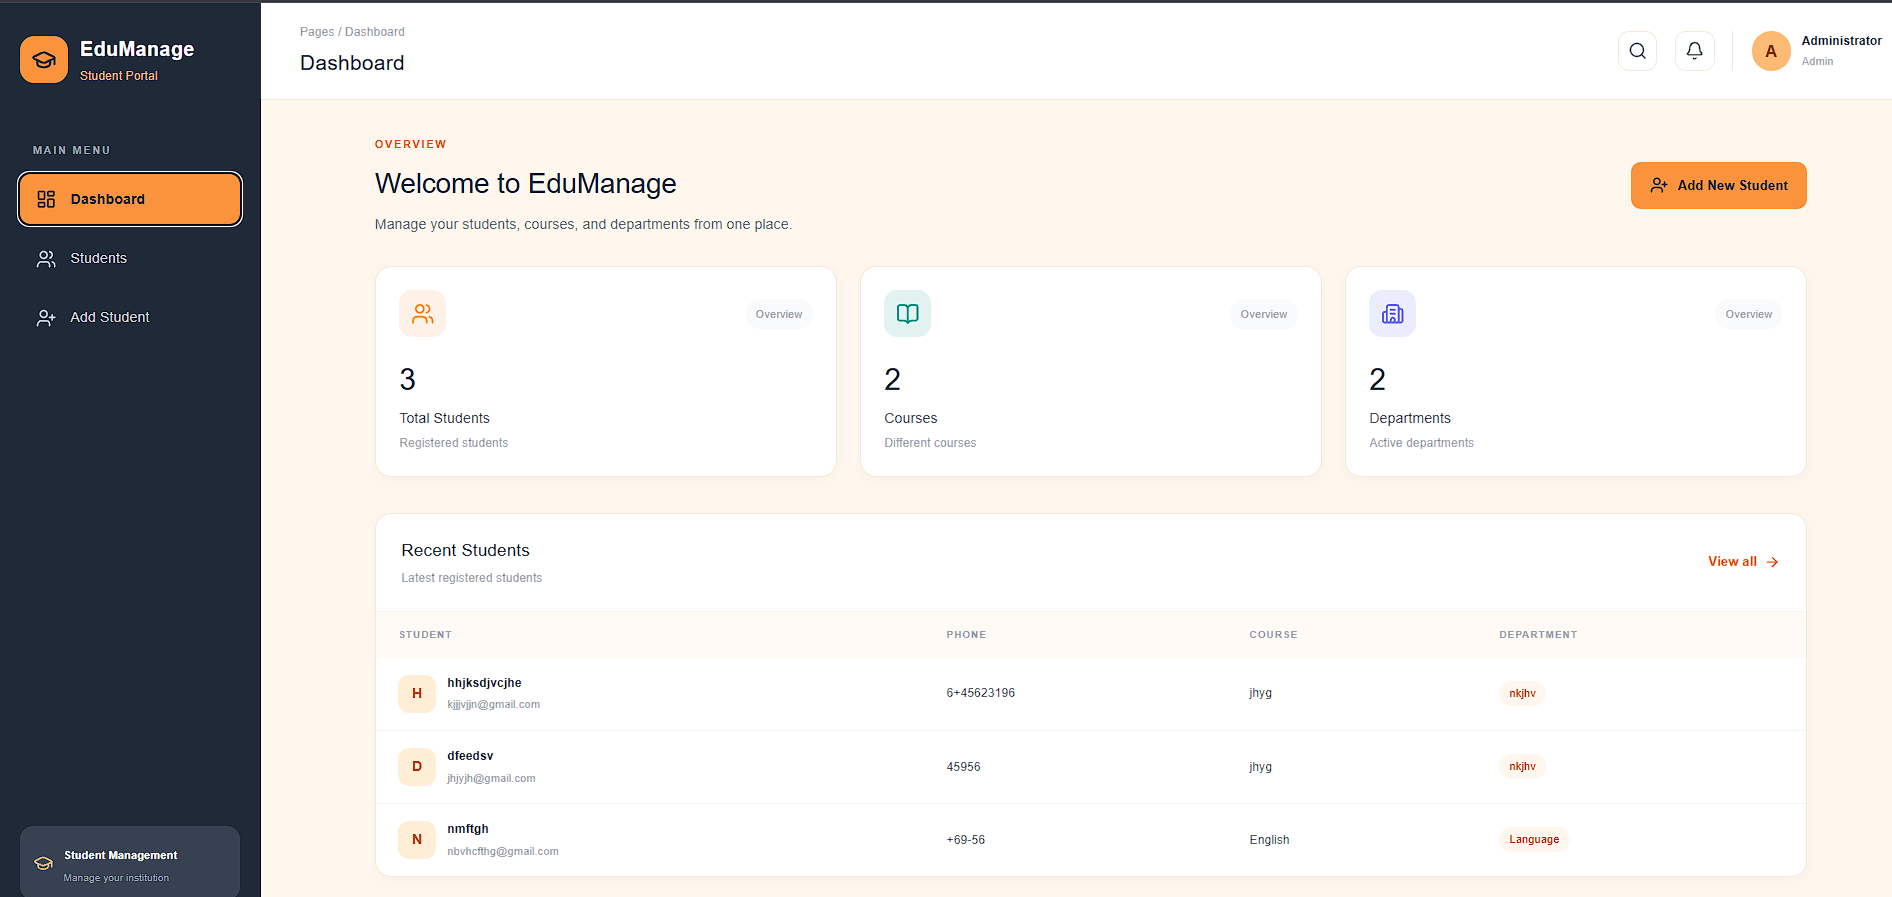 EduManage
Student Portal
MAIN MENU
Dashboard
Students
Add Student
Student Management
Manage your institution
Pages / Dashboard
Dashboard
A
Administrator
Admin
OVERVIEW
Welcome to EduManage
Manage your students, courses, and departments from one place.
Add New Student
Overview
3
Total Students
Registered students
Overview
2
Courses
Different courses
Overview
2
Departments
Active departments
Recent Students
Latest registered students
View all
STUDENT PHONE COURSE DEPARTMENT
H hhjksdjvcjhe 6+45623196 jhyg nkjhv
kjjjvjjn@gmail.com
D dfeedsv 45956 jhyg nkjhv
jhjyjh@gmail.com
N nmftgh +69-56 English Language
nbvhcfthg@gmail.com